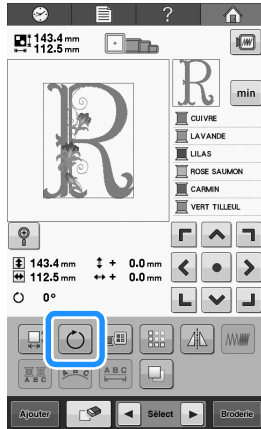 ?
143.4 mm
112.5 mm
R
R
min
CUIVRE
LAVANDE
LILAS
ROSE SAUMON
CARMIN
VERT TILLEUL
143.4 mm + 0.0 mm
112.5 mm + 0.0 mm
0°
A B C A B C A B C
Ajouter Sélect Broderie